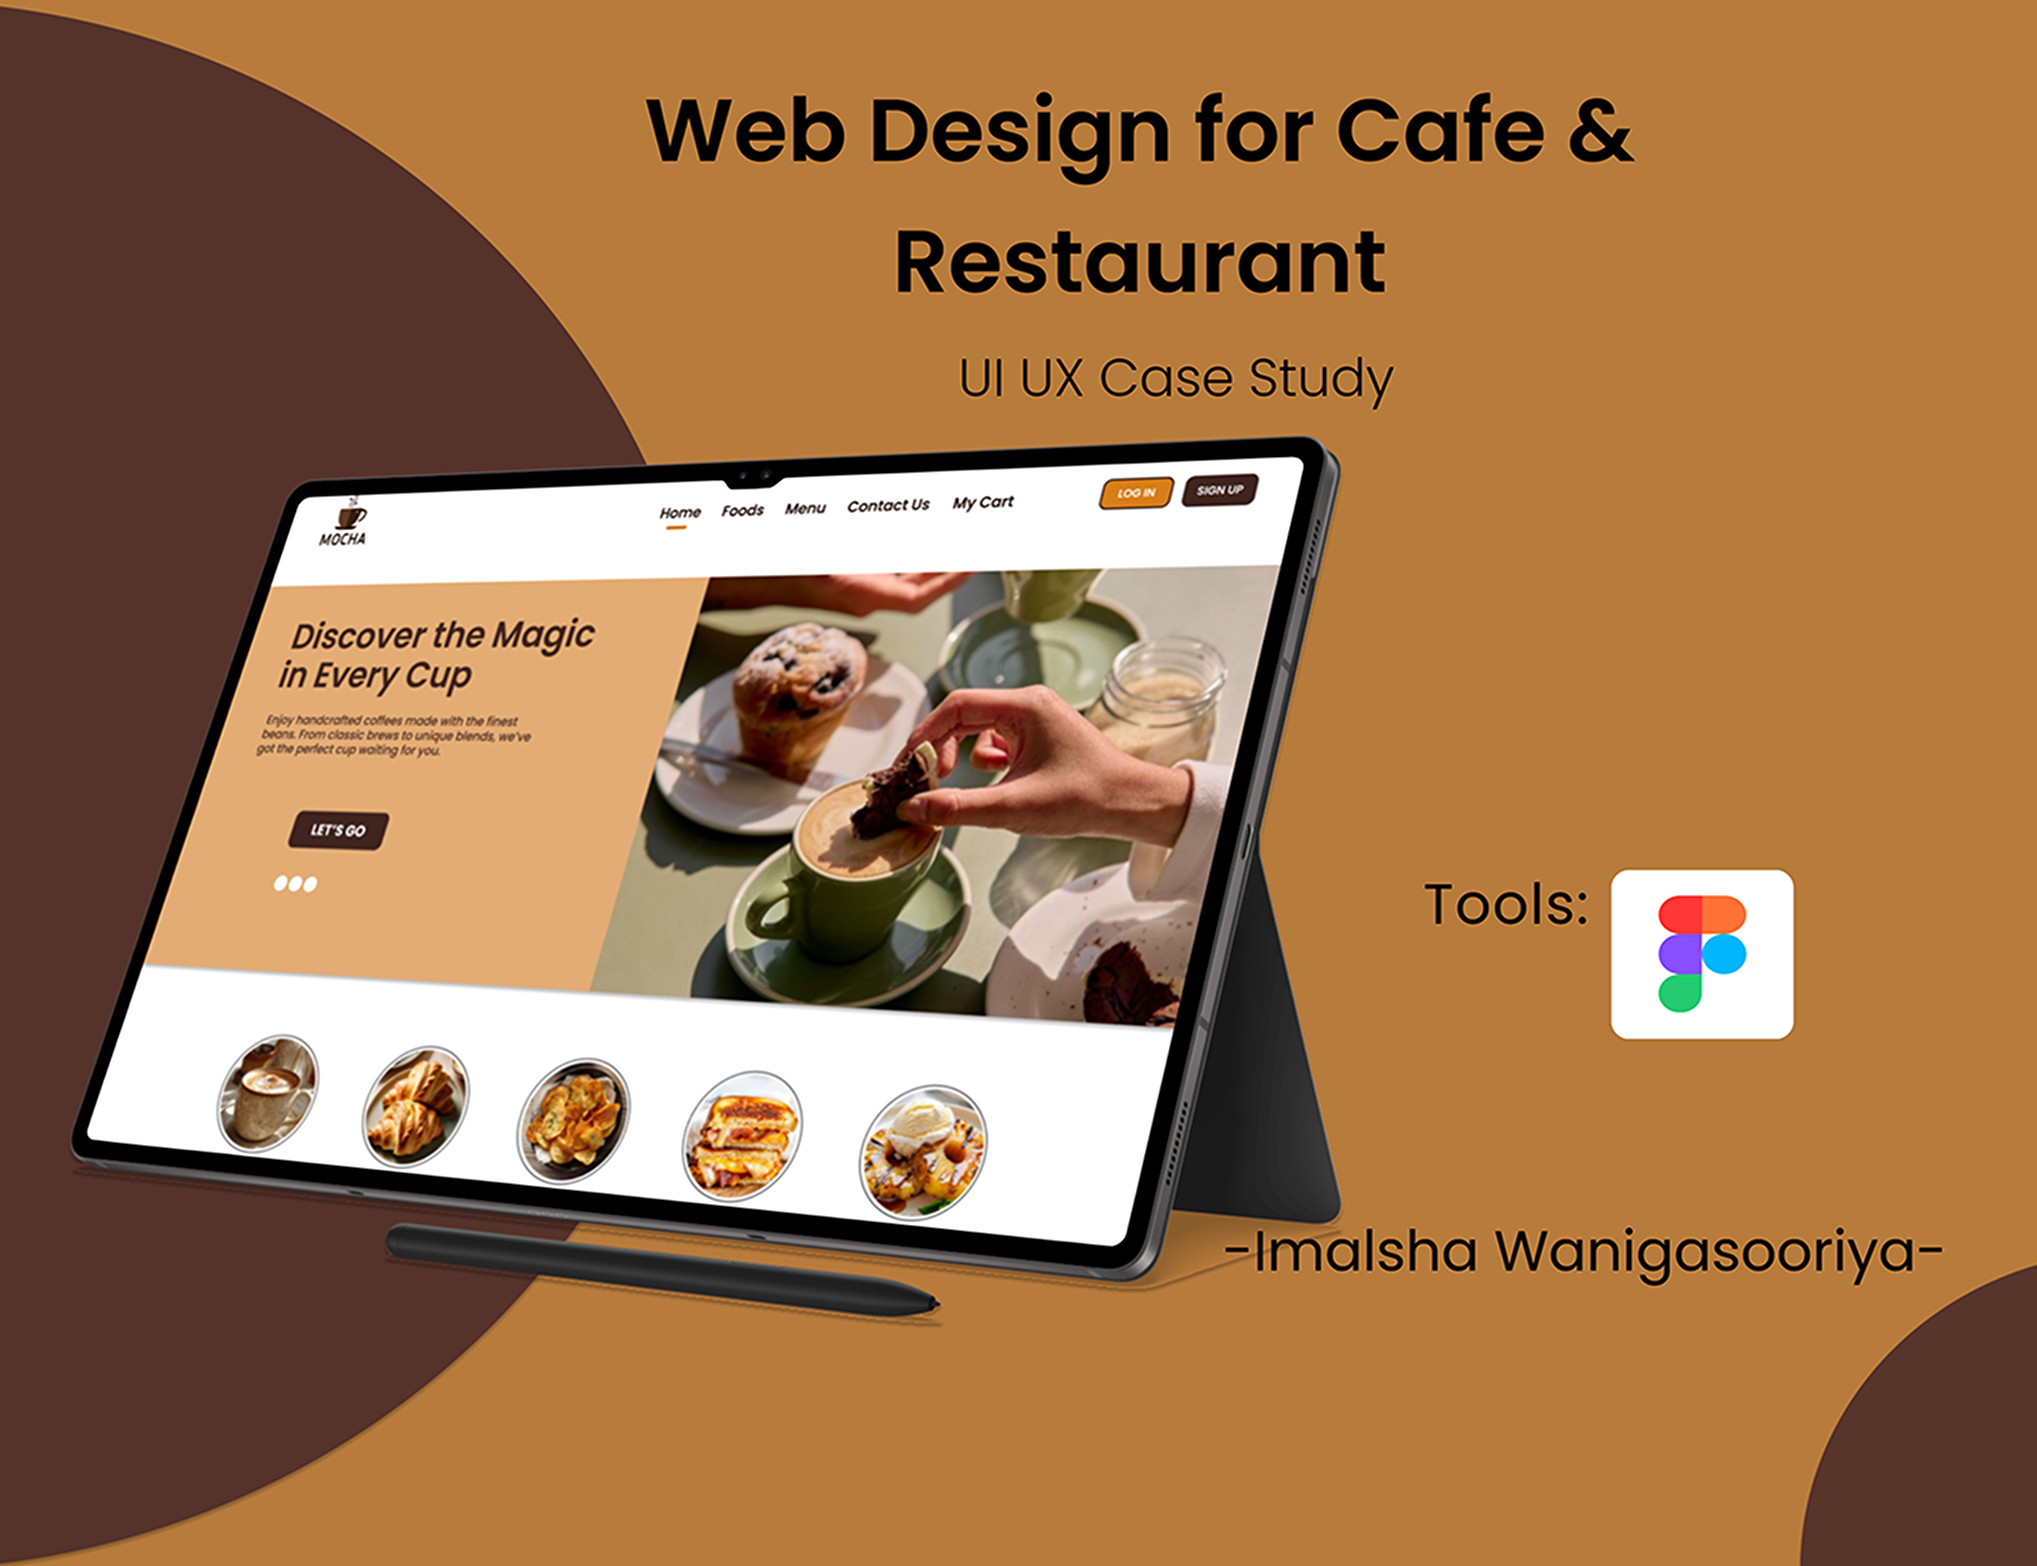 Web Design for Cafe &
Restaurant
UI UX Case Study
MOCHA
Home Foods Menu Contact Us My Cart
LOG IN SIGN UP
Discover the Magic
in Every Cup
Enjoy handcrafted coffees made with the finest
beans. From classic brews to unique blends, we've
got the perfect cup waiting for you.
LET'S GO
Tools:
-Imalsha Wanigasooriya-